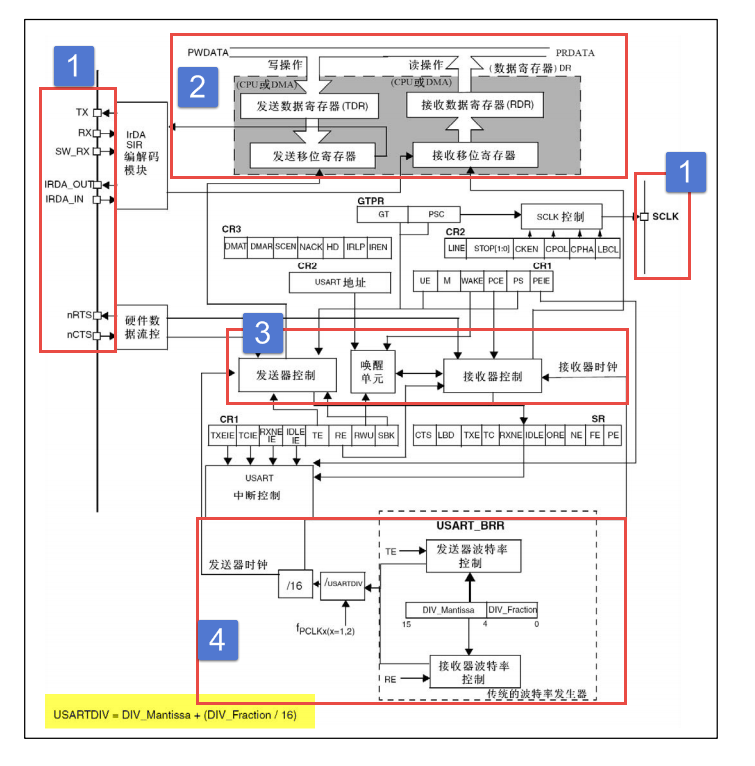 PWDATA
PRDATA
写操作
读操作
(数据寄存器) DR
(CPU或DMA)
(CPU或DMA)
发送数据寄存器(TDR)
接收数据寄存器(RDR)
发送移位寄存器
接收移位寄存器
1
2
TX
RX
SW_RX
IRDA_OUT
IRDA_IN
IrDA
SIR
编解码
模块
1
SCLK
GTPR
GT
PSC
SCLK 控制
CR3
DMAT DMAR SCEN NACK HD IRLP IREN
CR2
LINE STOP[1:0] CKEN CPOL CPHA LBCL
CR2
USART 地址
CR1
UE M WAKE PCE PS PEIE
nRTS
nCTS
硬件数
据流控
3
发送器控制
唤醒
单元
接收器控制
接收器时钟
CR1
TXEIE TCIE RXNE IE IDLE IE TE RE RWU SBK
SR
CTS LBD TXE TC RXNE IDLE ORE NE FE PE
USART
中断控制
USART_BRR
发送器时钟
/16
/USARTDIV
TE
发送器波特率
控制
4
fPCLKx(x=1,2)
DIV_Mantissa DIV_Fraction
15 4 0
RE
接收器波特率
控制
传统的波特率发生器
USARTDIV = DIV_Mantissa + (DIV_Fraction / 16)